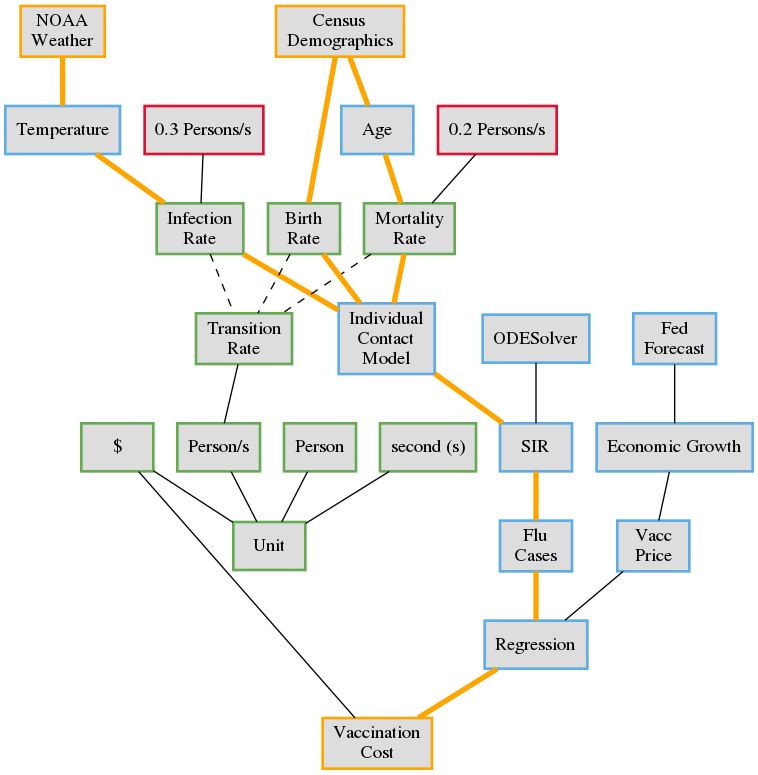 NOAA
Weather
Census
Demographics
Temperature
0.3 Persons/s
Age
0.2 Persons/s
Infection
Rate
Birth
Rate
Mortality
Rate
Transition
Rate
Individual
Contact
Model
ODESolver
Fed
Forecast
$
Person/s
Person
second (s)
SIR
Economic Growth
Unit
Flu
Cases
Vacc
Price
Regression
Vaccination
Cost